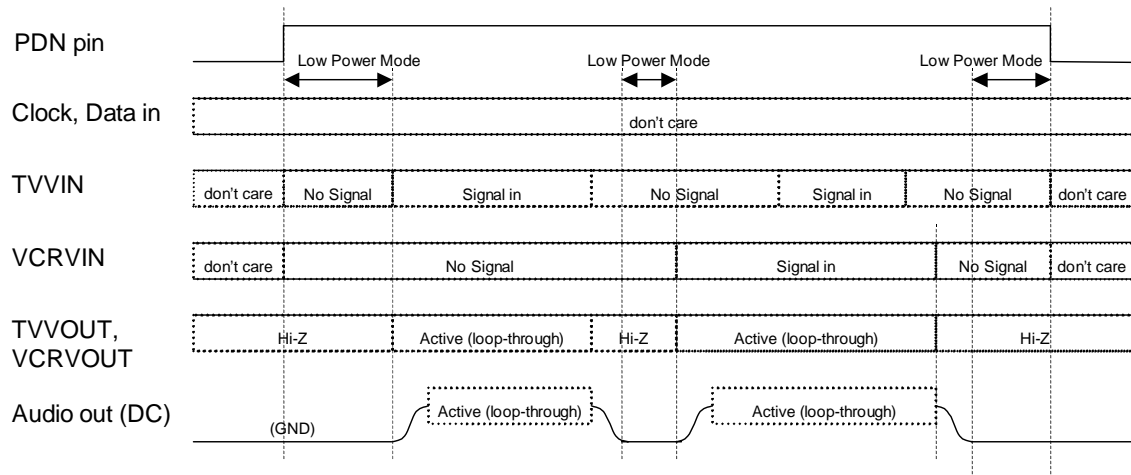 PDN pin
Low Power Mode Low Power Mode Low Power Mode
Clock, Data in
don't care
TVVIN
don't care No Signal Signal in No Signal Signal in No Signal don't care
VCRVIN
don't care No Signal Signal in No Signal don't care
TVVOUT,
VCRVOUT
Hi-Z Active (loop-through) Hi-Z Active (loop-through) Hi-Z
Audio out (DC)
(GND) Active (loop-through) Active (loop-through)